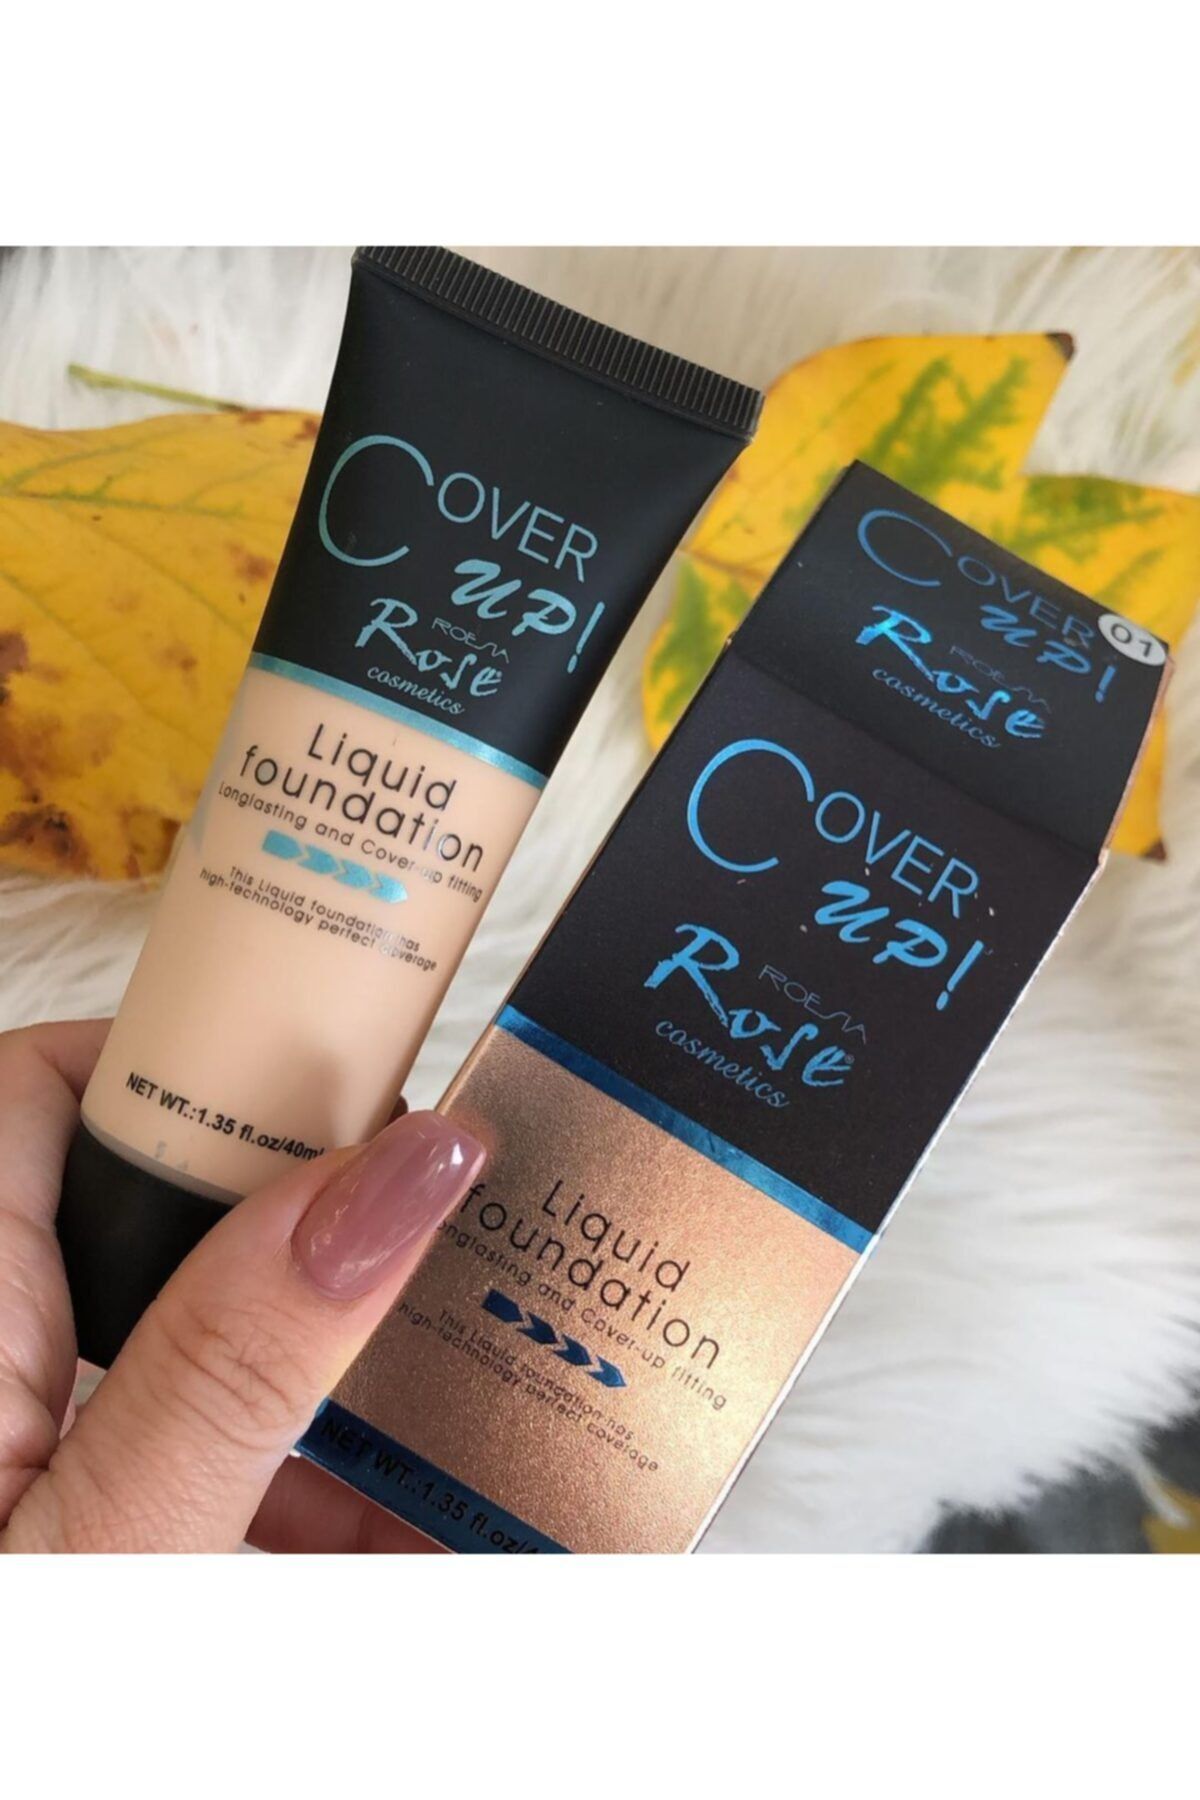 COVER
UP!
ROESIA
Rose
cosmetics
Liquid
foundation
Longlasting and Cover-up fitting
This Liquid foundation has
high-technology perfect coverage
NET WT.:1.35 fl.oz/40ml
COVER
UP!
01
ROESIA
Rose
cosmetics
COVER
UP!
ROESIA
Rose®
cosmetics
Liquid
foundation
onglasting and Cover-up fitting
This Liquid foundation has
high-technology perfect coverage
NET WT.:1.35 fl.oz/4